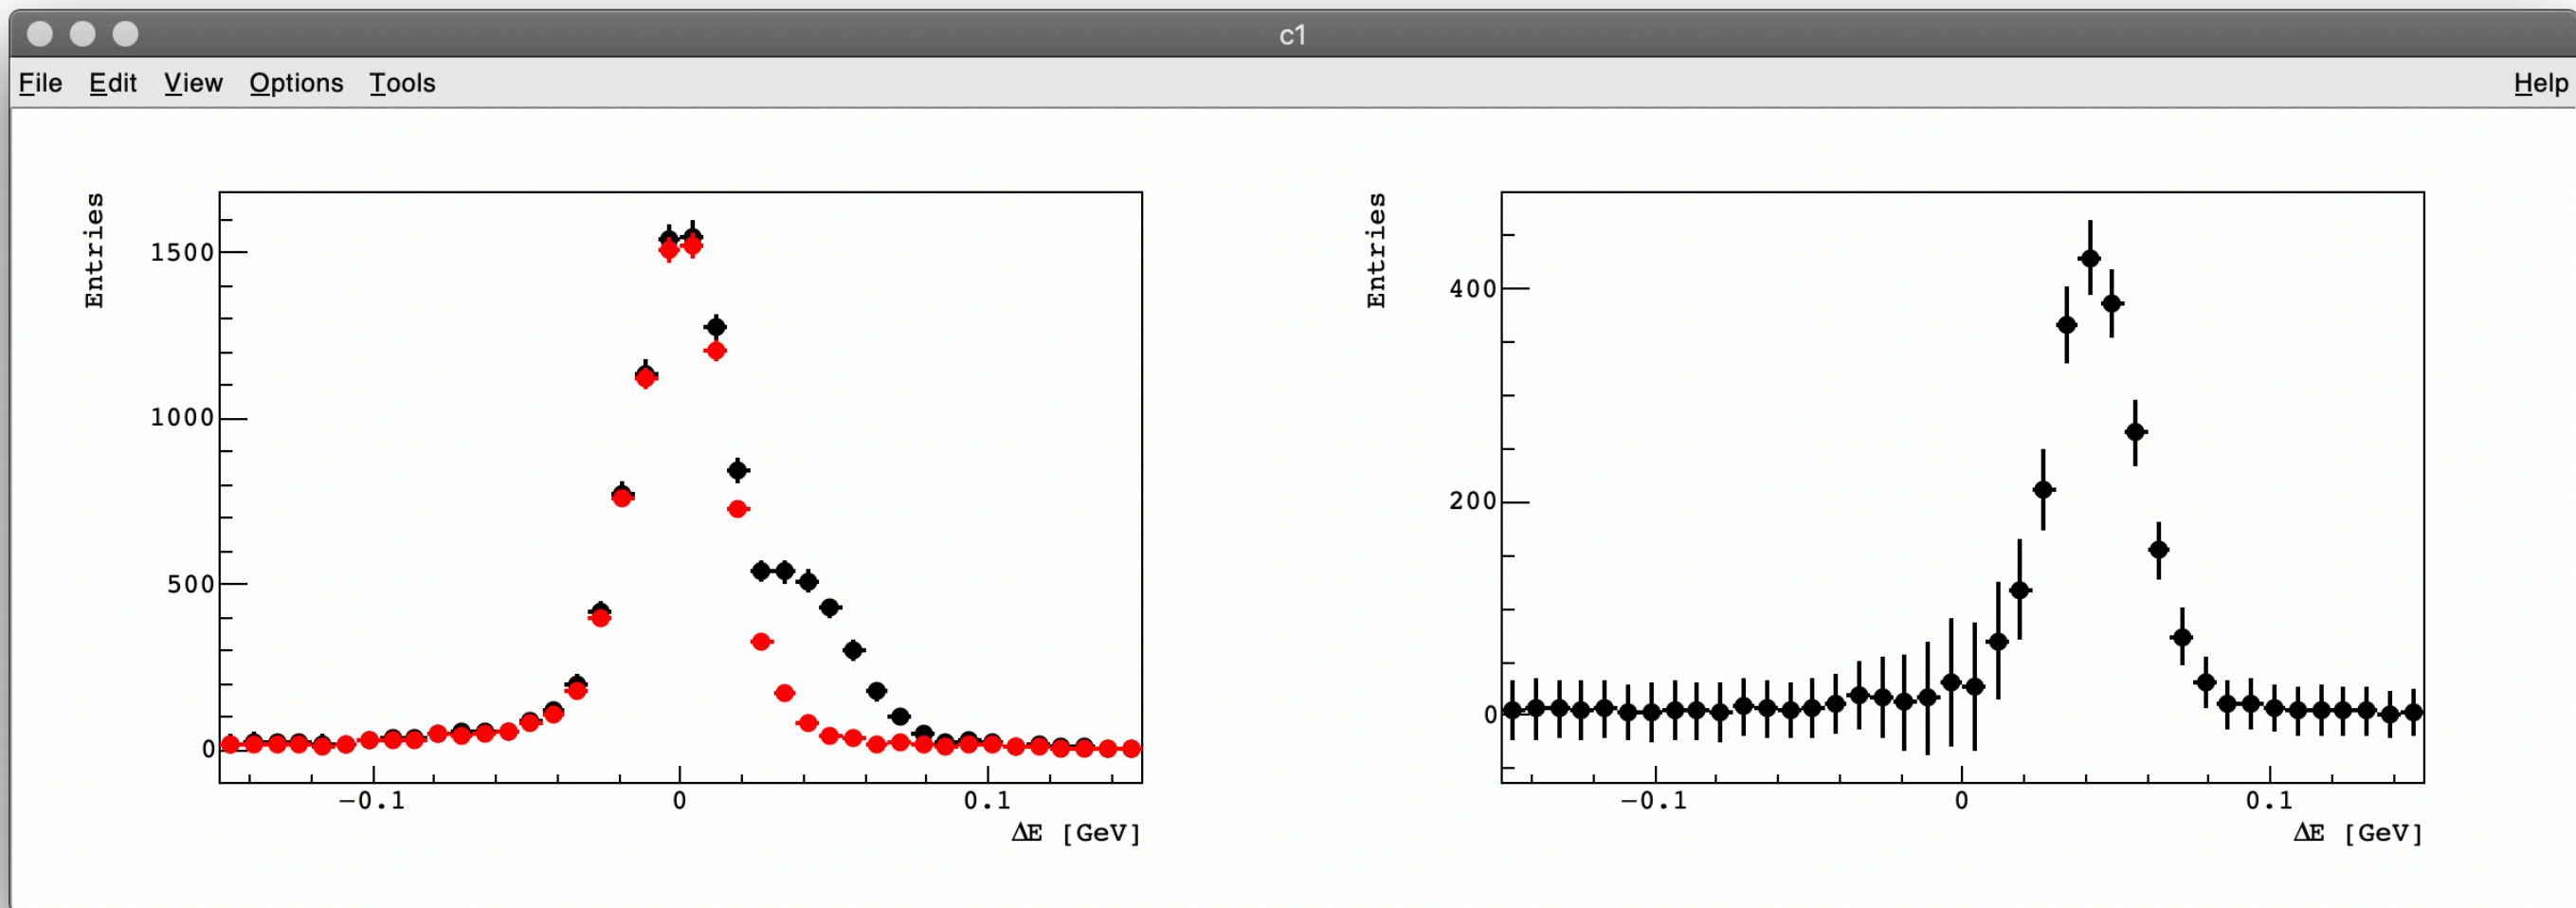 c1
File Edit View Options Tools Help
Entries
1500
1000
500
0
−0.1 0 0.1
ΔE [GeV]
Entries
400
200
0
−0.1 0 0.1
ΔE [GeV]